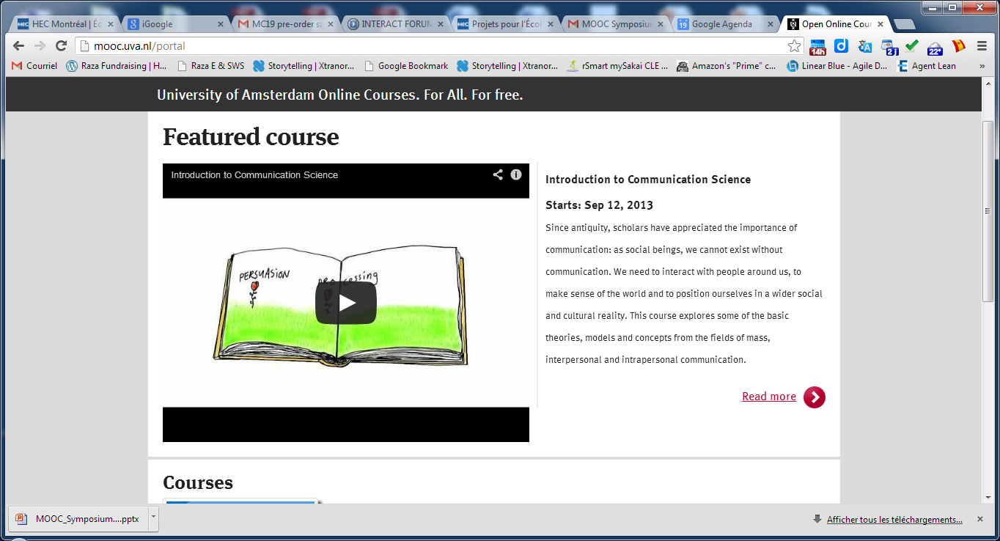 HEC Montréal | Éc
iGoogle
MC19 pre-order sa
INTERACT FORUM
Projets pour l'Écol
MOOC Symposiu
Google Agenda
Open Online Cour
mooc.uva.nl/portal
14h
2j
22°
Courriel
Raza Fundraising | H...
Raza E & SWS
Storytelling | Xtranor...
Google Bookmark
Storytelling | Xtranor...
rSmart mySakai CLE ...
Amazon's "Prime" c...
Linear Blue - Agile D...
Agent Lean
»
University of Amsterdam Online Courses. For All. For free.
Featured course
Introduction to Communication Science
PERSUASION
Introduction to Communication Science
Starts: Sep 12, 2013
Since antiquity, scholars have appreciated the importance of
communication: as social beings, we cannot exist without
communication. We need to interact with people around us, to
make sense of the world and to position ourselves in a wider social
and cultural reality. This course explores some of the basic
theories, models and concepts from the fields of mass,
interpersonal and intrapersonal communication.
Read more
Courses
MOOC_Symposium....pptx
Afficher tous les téléchargements...